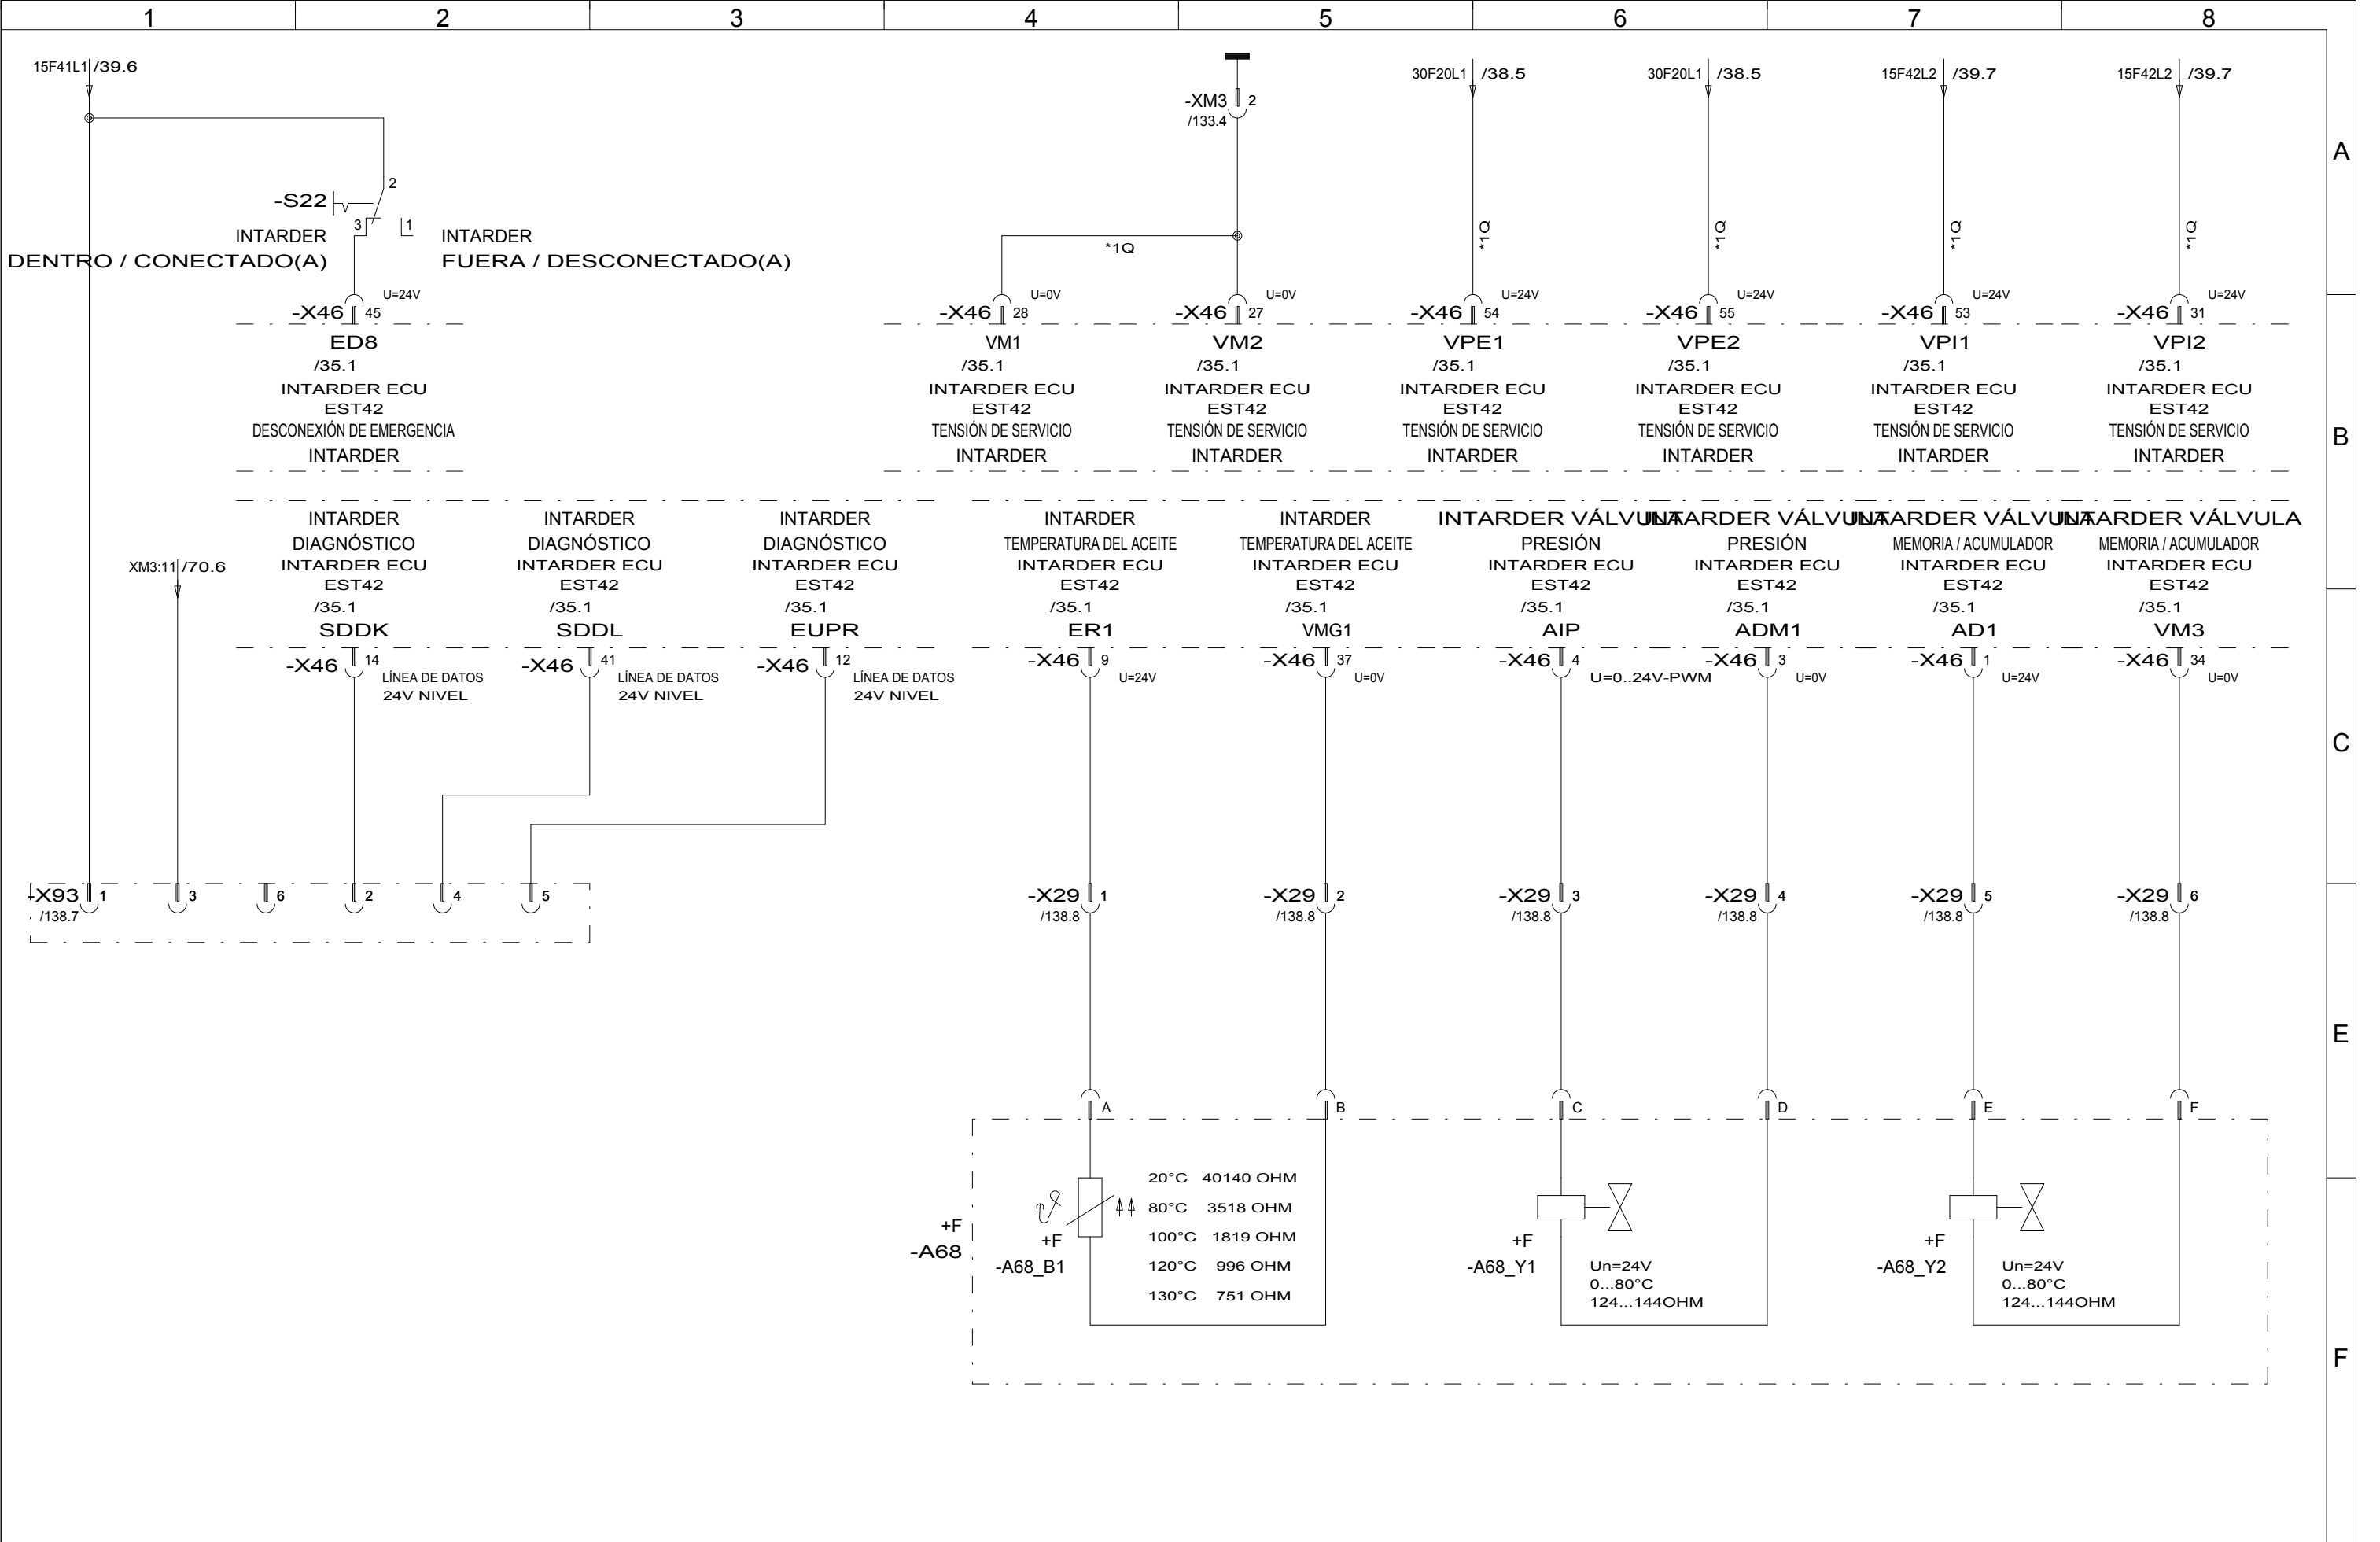 1 2 3 4 5 6 7 8
15F41L1 /39.6
30F20L1 /38.5
30F20L1 /38.5
15F42L2 /39.7
15F42L2 /39.7
-XM3 2
/133.4
A
2
-S22
3 1
INTARDER
DENTRO / CONECTADO(A)
INTARDER
FUERA / DESCONECTADO(A)
*1Q
*1Q
*1Q
*1Q
*1Q
-X46 45 U=24V
-X46 28 U=0V
-X46 27 U=0V
-X46 54 U=24V
-X46 55 U=24V
-X46 53 U=24V
-X46 31 U=24V
ED8
/35.1
INTARDER ECU
EST42
DESCONEXIÓN DE EMERGENCIA
INTARDER
VM1
/35.1
INTARDER ECU
EST42
TENSIÓN DE SERVICIO
INTARDER
VM2
/35.1
INTARDER ECU
EST42
TENSIÓN DE SERVICIO
INTARDER
VPE1
/35.1
INTARDER ECU
EST42
TENSIÓN DE SERVICIO
INTARDER
VPE2
/35.1
INTARDER ECU
EST42
TENSIÓN DE SERVICIO
INTARDER
VPI1
/35.1
INTARDER ECU
EST42
TENSIÓN DE SERVICIO
INTARDER
VPI2
/35.1
INTARDER ECU
EST42
TENSIÓN DE SERVICIO
INTARDER
B
XM3:11 /70.6
INTARDER
DIAGNÓSTICO
INTARDER ECU
EST42
/35.1
SDDK
-X46 14
LÍNEA DE DATOS
24V NIVEL
INTARDER
DIAGNÓSTICO
INTARDER ECU
EST42
/35.1
SDDL
-X46 41
LÍNEA DE DATOS
24V NIVEL
INTARDER
DIAGNÓSTICO
INTARDER ECU
EST42
/35.1
EUPR
-X46 12
LÍNEA DE DATOS
24V NIVEL
INTARDER
TEMPERATURA DEL ACEITE
INTARDER ECU
EST42
/35.1
ER1
-X46 9
U=24V
INTARDER
TEMPERATURA DEL ACEITE
INTARDER ECU
EST42
/35.1
VMG1
-X46 37
U=0V
INTARDER VÁLVULA
PRESIÓN
INTARDER ECU
EST42
/35.1
AIP
-X46 4
U=0..24V-PWM
INTARDER VÁLVULA
PRESIÓN
INTARDER ECU
EST42
/35.1
ADM1
-X46 3
U=0V
INTARDER VÁLVULA
MEMORIA / ACUMULADOR
INTARDER ECU
EST42
/35.1
AD1
-X46 1
U=24V
INTARDER VÁLVULA
MEMORIA / ACUMULADOR
INTARDER ECU
EST42
/35.1
VM3
-X46 34
U=0V
C
-X93 1 3 6 2 4 5
/138.7
-X29 1
/138.8
-X29 2
/138.8
-X29 3
/138.8
-X29 4
/138.8
-X29 5
/138.8
-X29 6
/138.8
E
A B C D E F
+F
-A68
+F
-A68_B1
20°C 40140 OHM
80°C 3518 OHM
100°C 1819 OHM
120°C 996 OHM
130°C 751 OHM
+F
-A68_Y1
Un=24V
0...80°C
124...144OHM
+F
-A68_Y2
Un=24V
0...80°C
124...144OHM
F